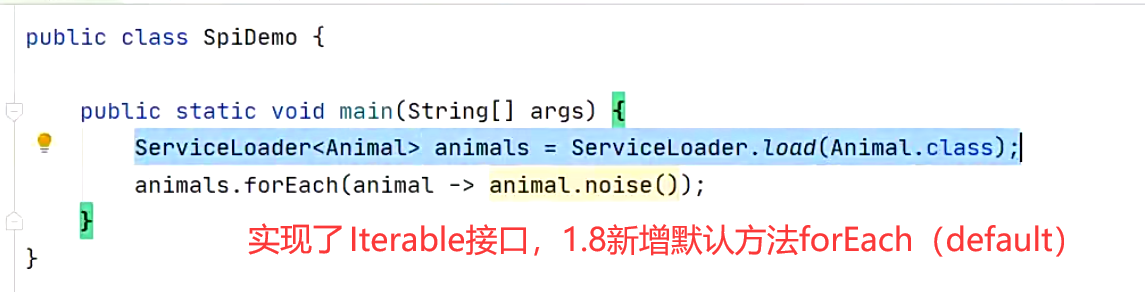 public class SpiDemo {
public static void main(String[] args) {
ServiceLoader<Animal> animals = ServiceLoader.load(Animal.class);
animals.forEach(animal -> animal.noise());
}
实现了Iterable接口，1.8新增默认方法forEach（default）
}